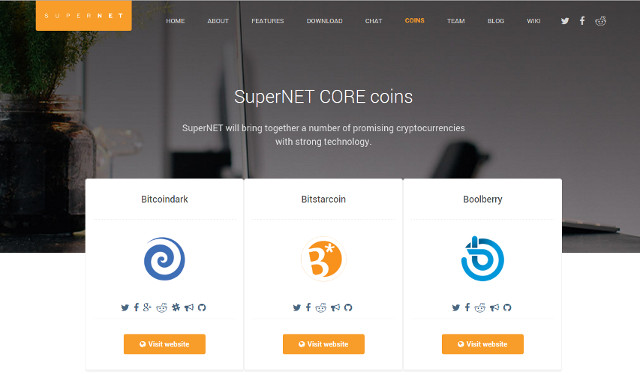 SUPERNET
HOME ABOUT FEATURES DOWNLOAD CHAT COINS TEAM BLOG WIKI
SuperNET CORE coins
SuperNET will bring together a number of promising cryptocurrencies
with strong technology.
Bitcoindark Bitstarcoin Boolberry
B*
Visit website Visit website Visit website